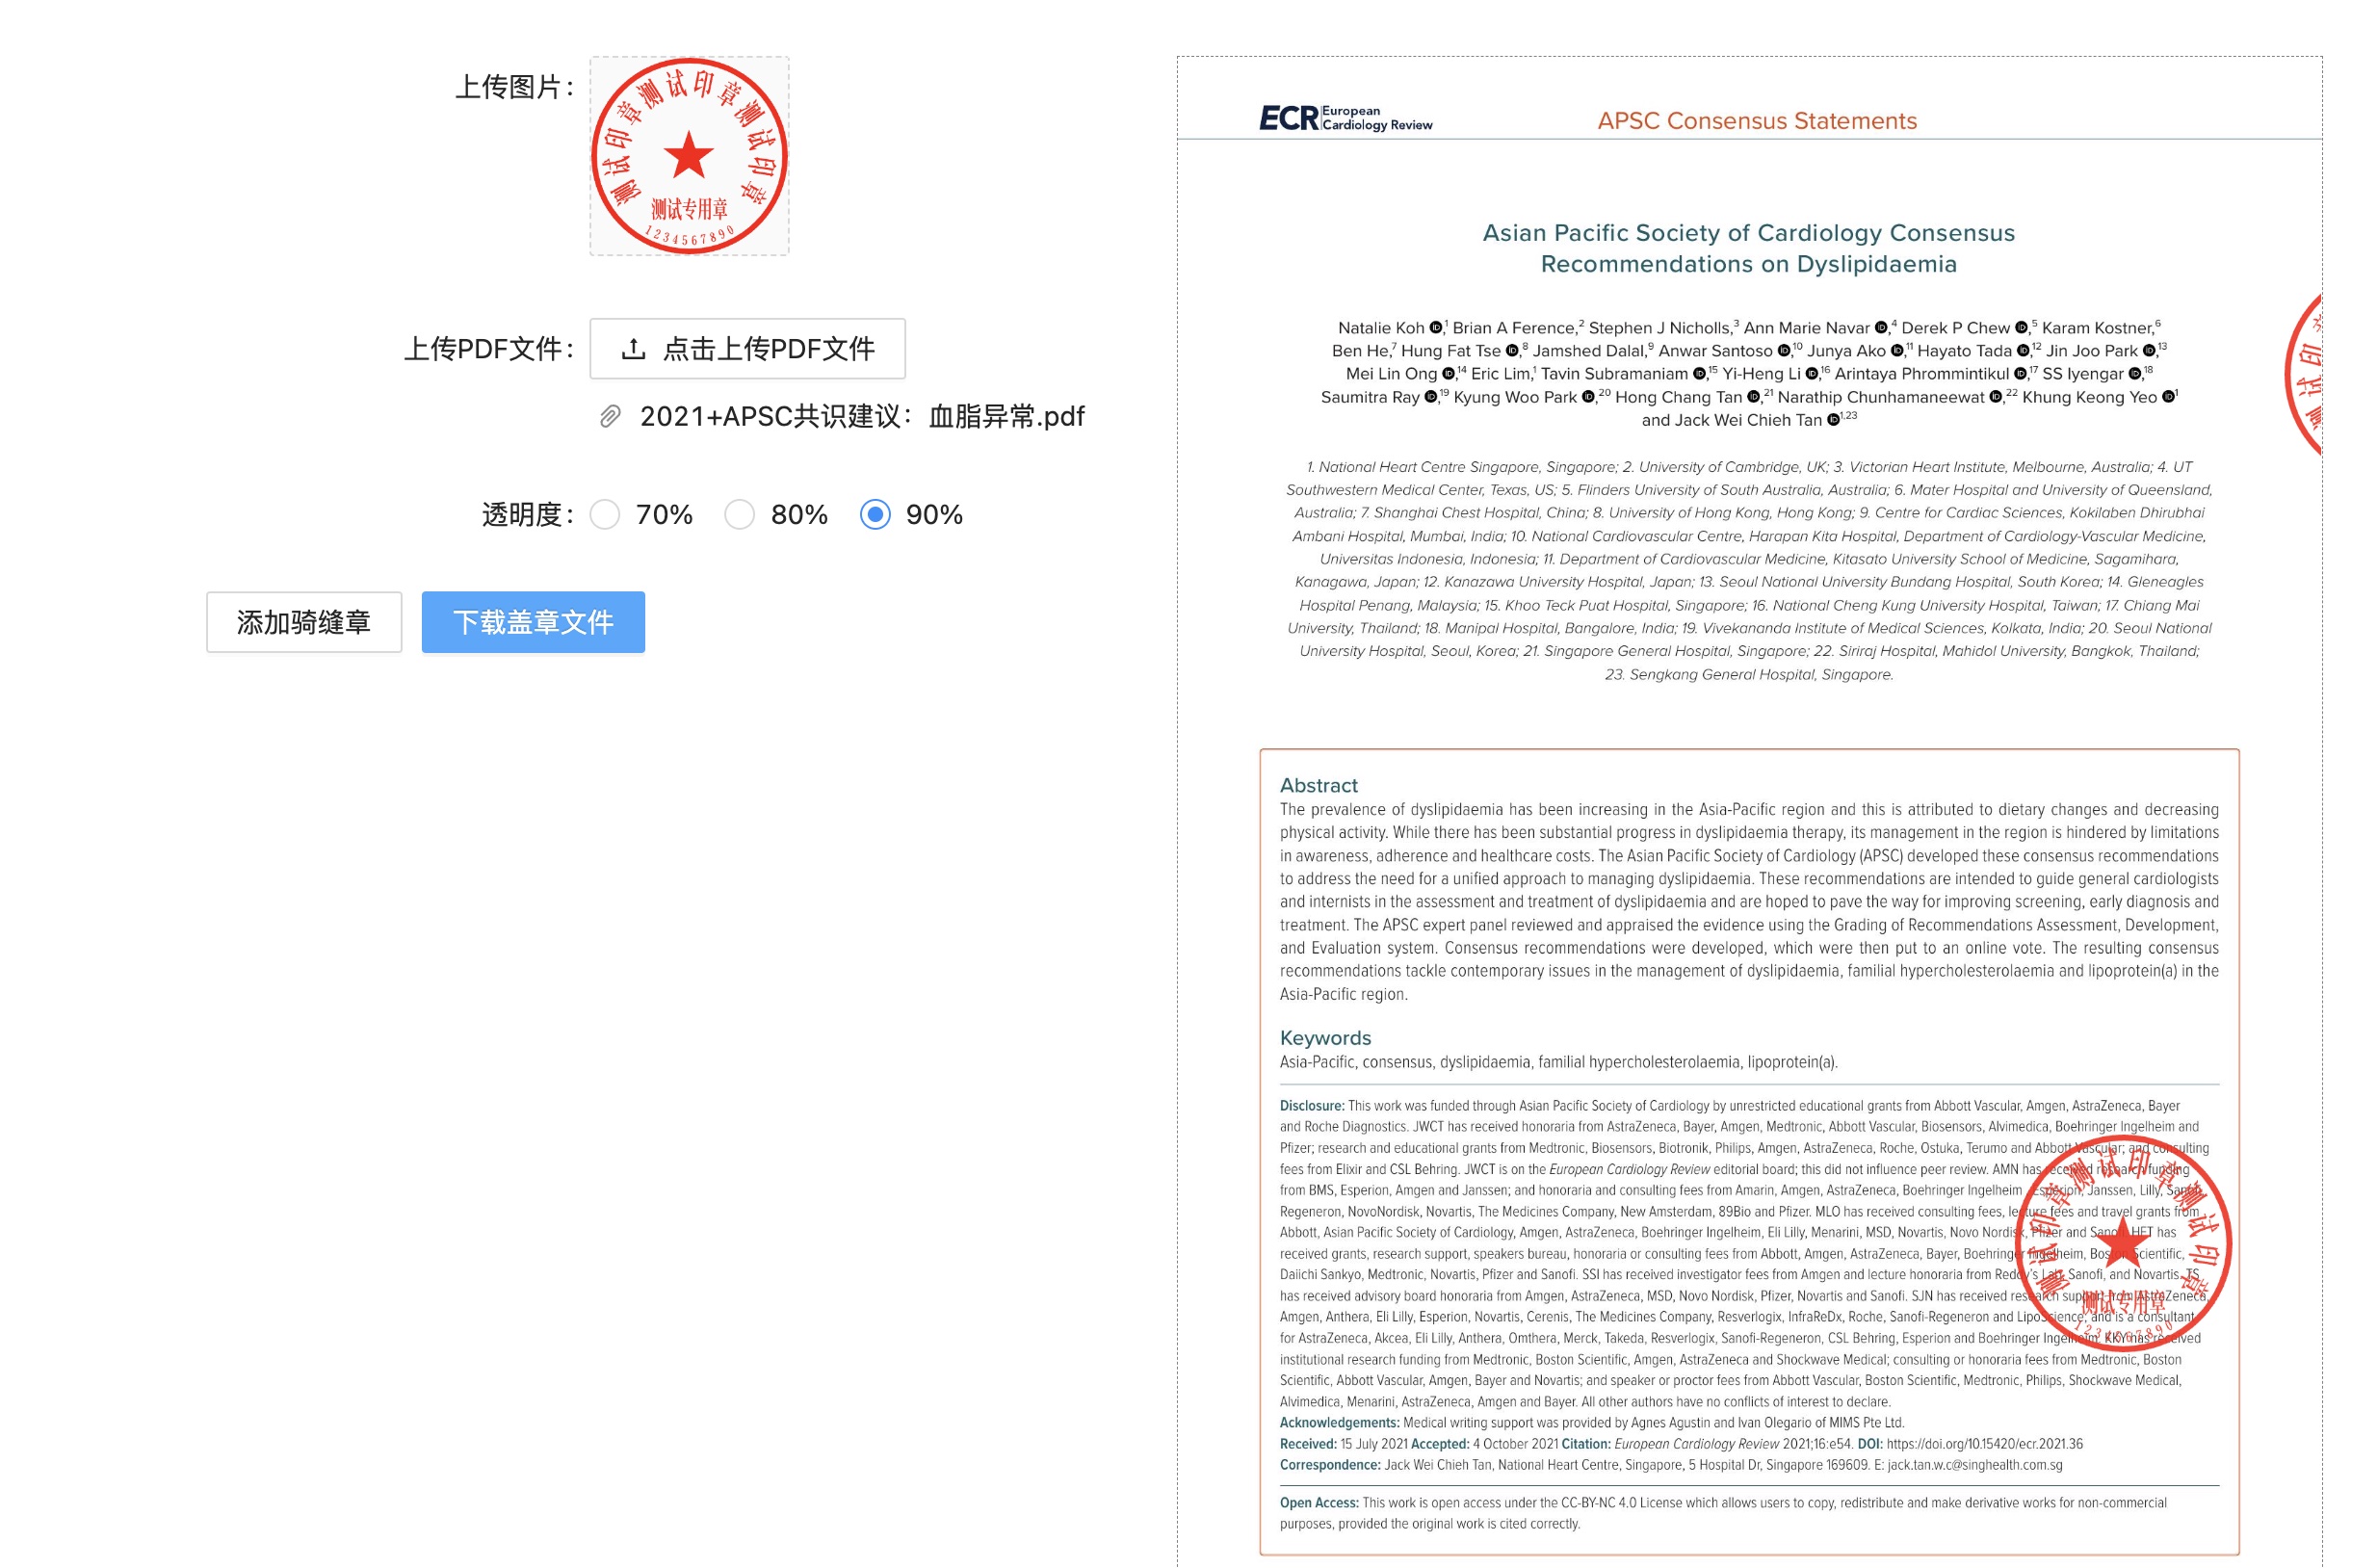 上传图片：
测试印章测试印章测试印章
测试专用章
1234567890
上传PDF文件：
点击上传PDF文件
2021+APSC共识建议：血脂异常.pdf
透明度：
70% 80% 90%
添加骑缝章 下载盖章文件
ECR European
Cardiology Review
APSC Consensus Statements
Asian Pacific Society of Cardiology Consensus
Recommendations on Dyslipidaemia
Natalie Koh iD,1 Brian A Ference,2 Stephen J Nicholls,3 Ann Marie Navar iD,4 Derek P Chew iD,5 Karam Kostner,6
Ben He,7 Hung Fat Tse iD,8 Jamshed Dalal,9 Anwar Santoso iD,10 Junya Ako iD,11 Hayato Tada iD,12 Jin Joo Park iD,13
Mei Lin Ong iD,14 Eric Lim,1 Tavin Subramaniam iD,15 Yi-Heng Li iD,16 Arintaya Phrommintikul iD,17 SS Iyengar iD,18
Saumitra Ray iD,19 Kyung Woo Park iD,20 Hong Chang Tan iD,21 Narathip Chunhamaneewat iD,22 Khung Keong Yeo iD1
and Jack Wei Chieh Tan iD1,23
1. National Heart Centre Singapore, Singapore; 2. University of Cambridge, UK; 3. Victorian Heart Institute, Melbourne, Australia; 4. UT
Southwestern Medical Center, Texas, US; 5. Flinders University of South Australia, Australia; 6. Mater Hospital and University of Queensland,
Australia; 7. Shanghai Chest Hospital, China; 8. University of Hong Kong, Hong Kong; 9. Centre for Cardiac Sciences, Kokilaben Dhirubhai
Ambani Hospital, Mumbai, India; 10. National Cardiovascular Centre, Harapan Kita Hospital, Department of Cardiology-Vascular Medicine,
Universitas Indonesia, Indonesia; 11. Department of Cardiovascular Medicine, Kitasato University School of Medicine, Sagamihara,
Kanagawa, Japan; 12. Kanazawa University Hospital, Japan; 13. Seoul National University Bundang Hospital, South Korea; 14. Gleneagles
Hospital Penang, Malaysia; 15. Khoo Teck Puat Hospital, Singapore; 16. National Cheng Kung University Hospital, Taiwan; 17. Chiang Mai
University, Thailand; 18. Manipal Hospital, Bangalore, India; 19. Vivekananda Institute of Medical Sciences, Kolkata, India; 20. Seoul National
University Hospital, Seoul, Korea; 21. Singapore General Hospital, Singapore; 22. Siriraj Hospital, Mahidol University, Bangkok, Thailand;
23. Sengkang General Hospital, Singapore.
Abstract
The prevalence of dyslipidaemia has been increasing in the Asia-Pacific region and this is attributed to dietary changes and decreasing
physical activity. While there has been substantial progress in dyslipidaemia therapy, its management in the region is hindered by limitations
in awareness, adherence and healthcare costs. The Asian Pacific Society of Cardiology (APSC) developed these consensus recommendations
to address the need for a unified approach to managing dyslipidaemia. These recommendations are intended to guide general cardiologists
and internists in the assessment and treatment of dyslipidaemia and are hoped to pave the way for improving screening, early diagnosis and
treatment. The APSC expert panel reviewed and appraised the evidence using the Grading of Recommendations Assessment, Development,
and Evaluation system. Consensus recommendations were developed, which were then put to an online vote. The resulting consensus
recommendations tackle contemporary issues in the management of dyslipidaemia, familial hypercholesterolaemia and lipoprotein(a) in the
Asia-Pacific region.
Keywords
Asia-Pacific, consensus, dyslipidaemia, familial hypercholesterolaemia, lipoprotein(a).
Disclosure: This work was funded through Asian Pacific Society of Cardiology by unrestricted educational grants from Abbott Vascular, Amgen, AstraZeneca, Bayer
and Roche Diagnostics. JWCT has received honoraria from AstraZeneca, Bayer, Amgen, Medtronic, Abbott Vascular, Biosensors, Alvimedica, Boehringer Ingelheim and
Pfizer; research and educational grants from Medtronic, Biosensors, Biotronik, Philips, Amgen, AstraZeneca, Roche, Ostuka, Terumo and Abbott Vascular; and consulting
fees from Elixir and CSL Behring. JWCT is on the European Cardiology Review editorial board; this did not influence peer review. AMN has received research funding
from BMS, Esperion, Amgen and Janssen; and honoraria and consulting fees from Amarin, Amgen, AstraZeneca, Boehringer Ingelheim, Esperion, Janssen, Lilly, Sanofi,
Regeneron, NovoNordisk, Novartis, The Medicines Company, New Amsterdam, 89Bio and Pfizer. MLO has received consulting fees, lecture fees and travel grants from
Abbott, Asian Pacific Society of Cardiology, Amgen, AstraZeneca, Boehringer Ingelheim, Eli Lilly, Menarini, MSD, Novartis, Novo Nordisk, Pfizer and Sanofi. HFT has
received grants, research support, speakers bureau, honoraria or consulting fees from Abbott, Amgen, AstraZeneca, Bayer, Boehringer Ingelheim, Boston Scientific,
Daiichi Sankyo, Medtronic, Novartis, Pfizer and Sanofi. SSI has received investigator fees from Amgen and lecture honoraria from Reddy's Lab, Sanofi, and Novartis. TS
has received advisory board honoraria from Amgen, AstraZeneca, MSD, Novo Nordisk, Pfizer, Novartis and Sanofi. SJN has received research support from AstraZeneca,
Amgen, Anthera, Eli Lilly, Esperion, Novartis, Cerenis, The Medicines Company, Resverlogix, InfraReDx, Roche, Sanofi-Regeneron and LipoScience; and is a consultant
for AstraZeneca, Akcea, Eli Lilly, Anthera, Omthera, Merck, Takeda, Resverlogix, Sanofi-Regeneron, CSL Behring, Esperion and Boehringer Ingelheim. KKY has received
institutional research funding from Medtronic, Boston Scientific, Amgen, AstraZeneca and Shockwave Medical; consulting or honoraria fees from Medtronic, Boston
Scientific, Abbott Vascular, Amgen, Bayer and Novartis; and speaker or proctor fees from Abbott Vascular, Boston Scientific, Medtronic, Philips, Shockwave Medical,
Alvimedica, Menarini, AstraZeneca, Amgen and Bayer. All other authors have no conflicts of interest to declare.
Acknowledgements: Medical writing support was provided by Agnes Agustin and Ivan Olegario of MIMS Pte Ltd.
Received: 15 July 2021 Accepted: 4 October 2021 Citation: European Cardiology Review 2021;16:e54. DOI: https://doi.org/10.15420/ecr.2021.36
Correspondence: Jack Wei Chieh Tan, National Heart Centre, Singapore, 5 Hospital Dr, Singapore 169609. E: jack.tan.w.c@singhealth.com.sg
Open Access: This work is open access under the CC-BY-NC 4.0 License which allows users to copy, redistribute and make derivative works for non-commercial
purposes, provided the original work is cited correctly.
测试印章测试印章测试印章
测试专用章
1234567890
测试印